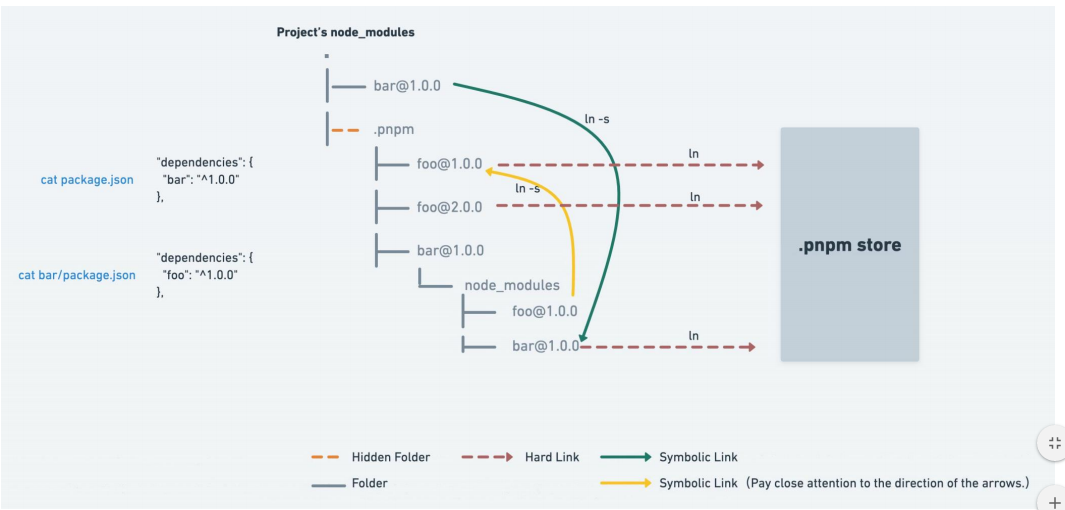 Project's node_modules
bar@1.0.0
ln -s
.pnpm
"dependencies": {
cat package.json
"bar": "^1.0.0"
},
foo@1.0.0
ln
ln -s
foo@2.0.0
ln
.pnpm store
bar@1.0.0
"dependencies": {
cat bar/package.json
"foo": "^1.0.0"
},
node_modules
foo@1.0.0
bar@1.0.0
ln
Hidden Folder
Hard Link
Symbolic Link
Folder
Symbolic Link (Pay close attention to the direction of the arrows.)